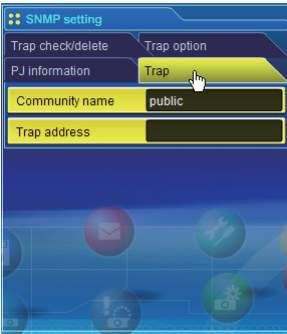 SNMP setting
Trap check/delete Trap option
PJ information Trap
Community name public
Trap address